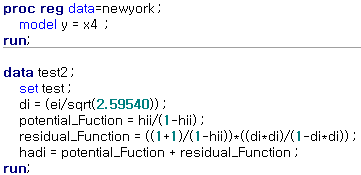 proc reg data=newyork;
model y = x4 ;
run;
data test2;
set test;
di = (ei/sqrt(2.59540));
potential_Fuction = hii/(1-hii);
residual_Function = ((1+1)/(1-hii))*((di*di)/(1-di*di));
hadi = potential_Fuction + residual_Function;
run;